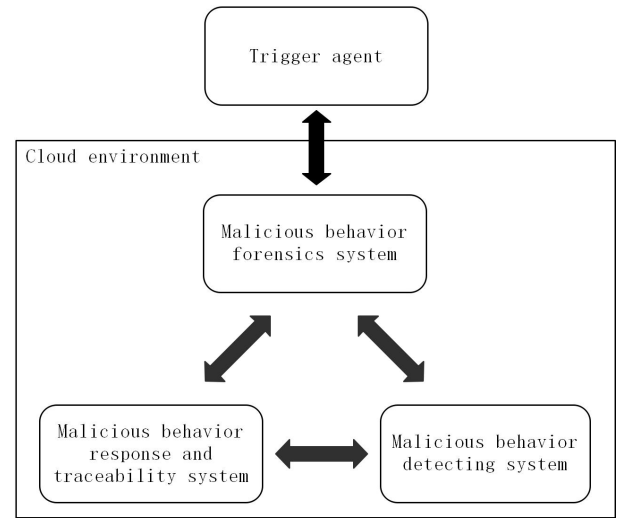 Trigger agent
Cloud environment
Malicious behavior
forensics system
Malicious behavior
response and
traceability system
Malicious behavior
detecting system